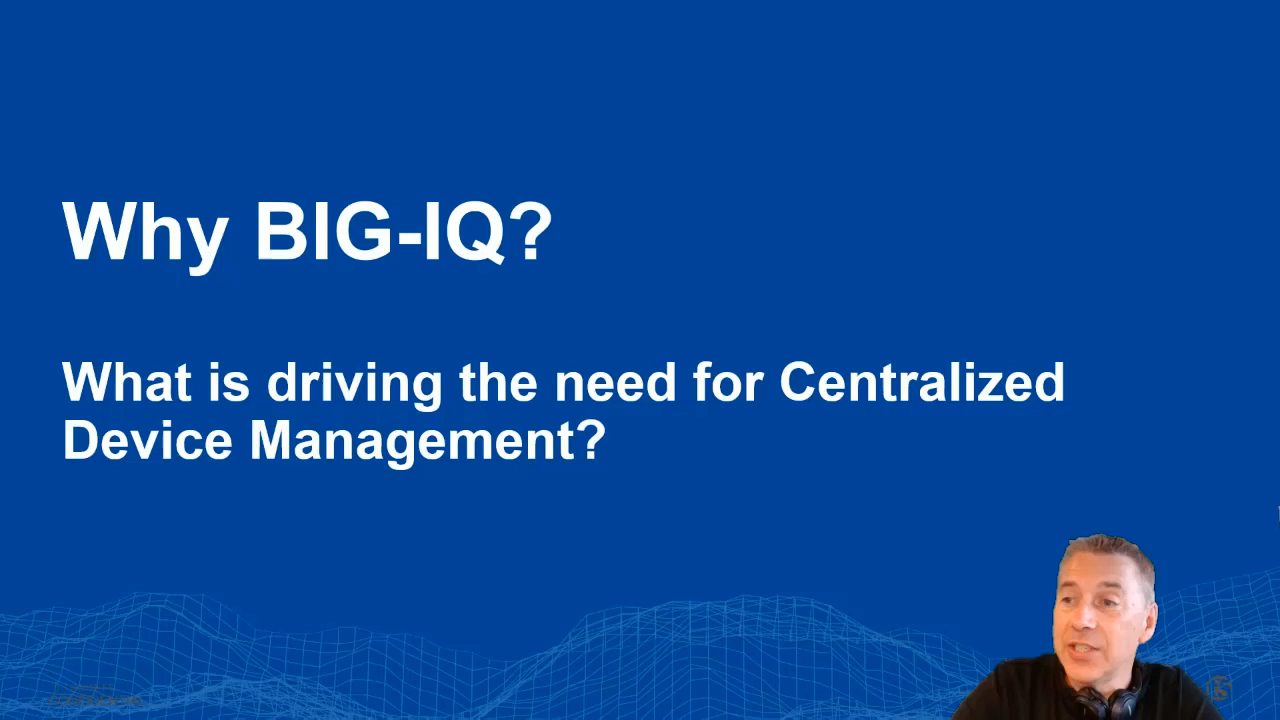 Why BIG-IQ?
What is driving the need for Centralized
Device Management?